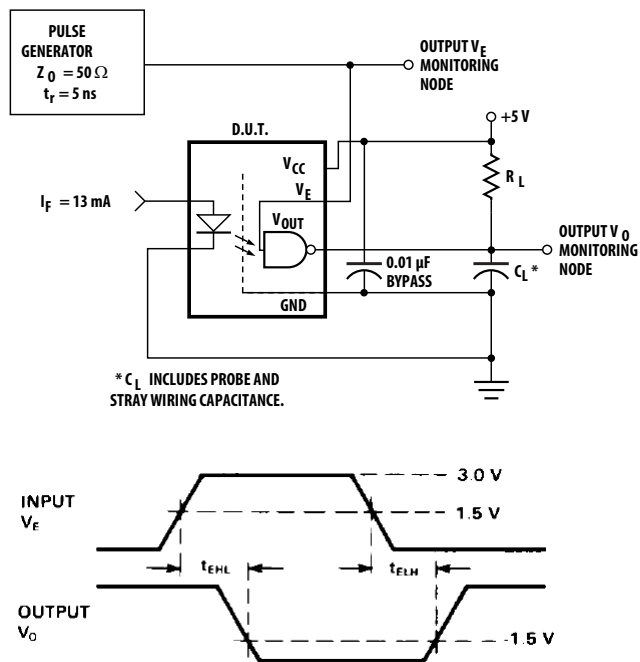 PULSE
GENERATOR
Z O = 50 Ω
tr = 5 ns
OUTPUT VE
MONITORING
NODE
+5 V
D.U.T.
VCC
RL
IF = 13 mA
VE
VOUT
OUTPUT VO
MONITORING
NODE
0.01 µF
BYPASS
CL *
GND
* CL INCLUDES PROBE AND
STRAY WIRING CAPACITANCE.
3.0 V
INPUT
VE
1.5 V
tEHL
tELH
OUTPUT
VO
1.5 V